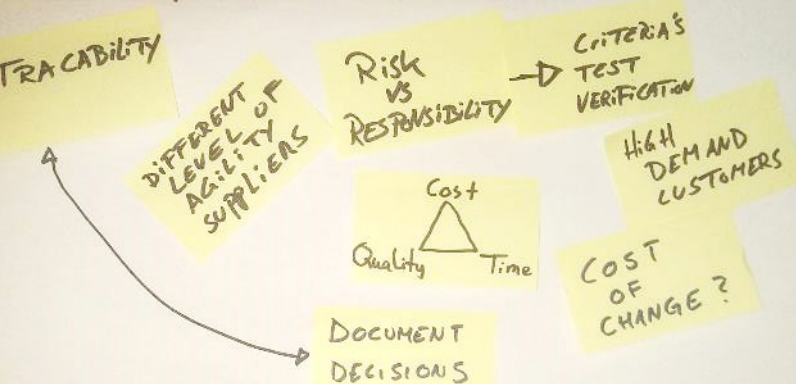 TRACABILITY
DIFFERENT
LEVEL OF
AGILITY
SUPPLIERS
Risk
VS
RESPONSIBILITY
CRITERIA'S
TEST
VERIFICATION
HIGH
DEMAND
CUSTOMERS
Cost
Quality
Time
COST
OF
CHANGE?
DOCUMENT
DECISIONS